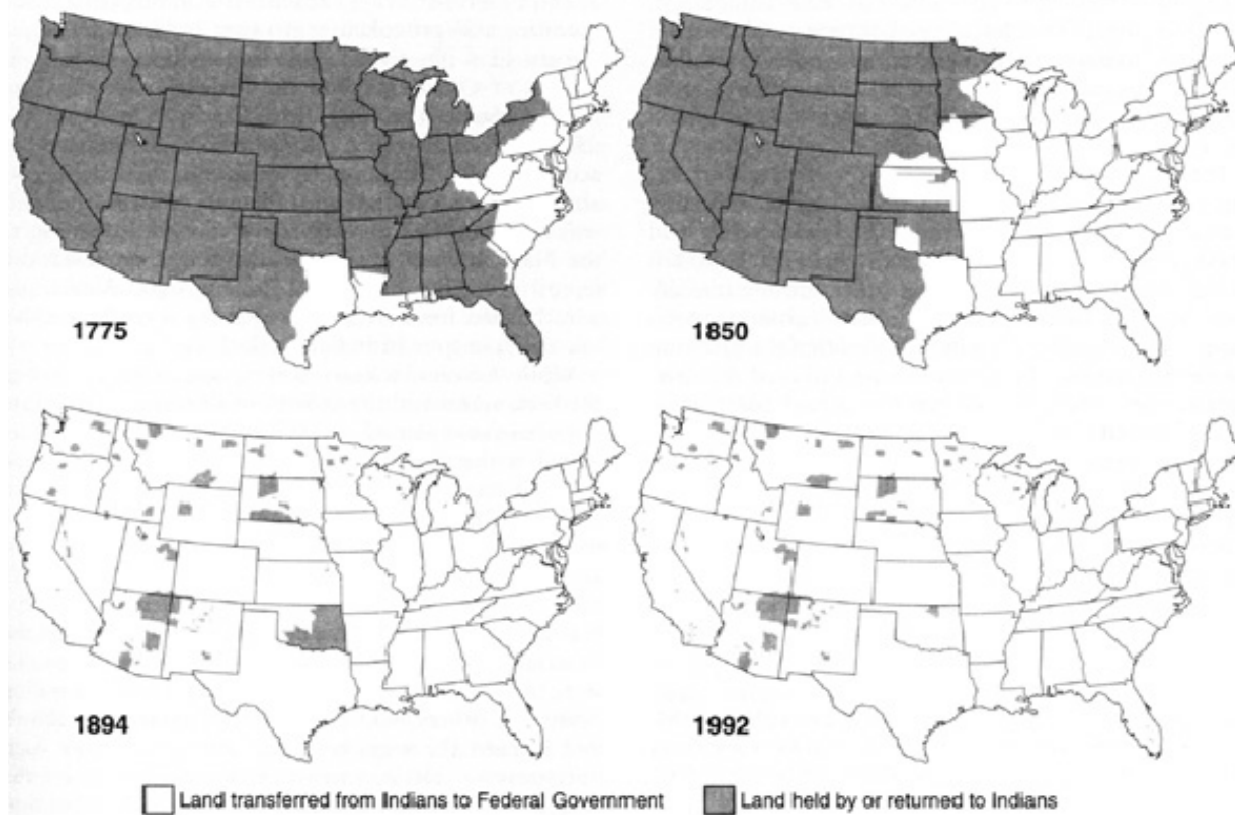 1775
1850
1894
1992
Land transferred from Indians to Federal Government
Land held by or returned to Indians